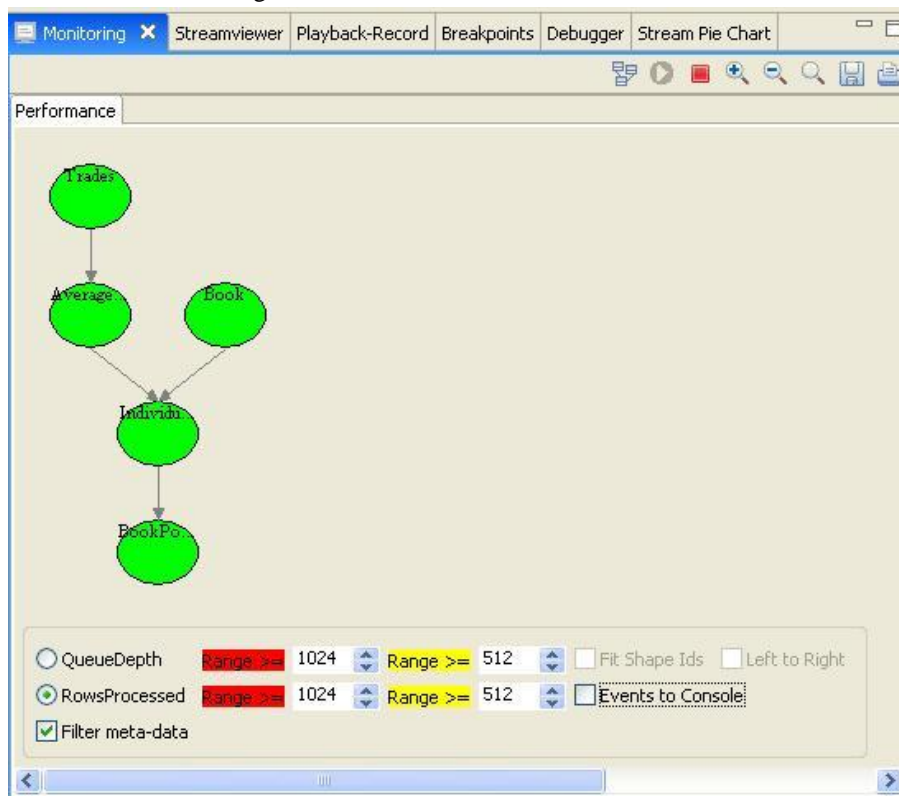 Monitoring Streamviewer Playback-Record Breakpoints Debugger Stream Pie Chart
Performance
Trades
Average...
Book
Individu...
BookPo...
QueueDepth Range >= 1024 Range >= 512 Fit Shape Ids Left to Right
RowsProcessed Range >= 1024 Range >= 512 Events to Console
Filter meta-data